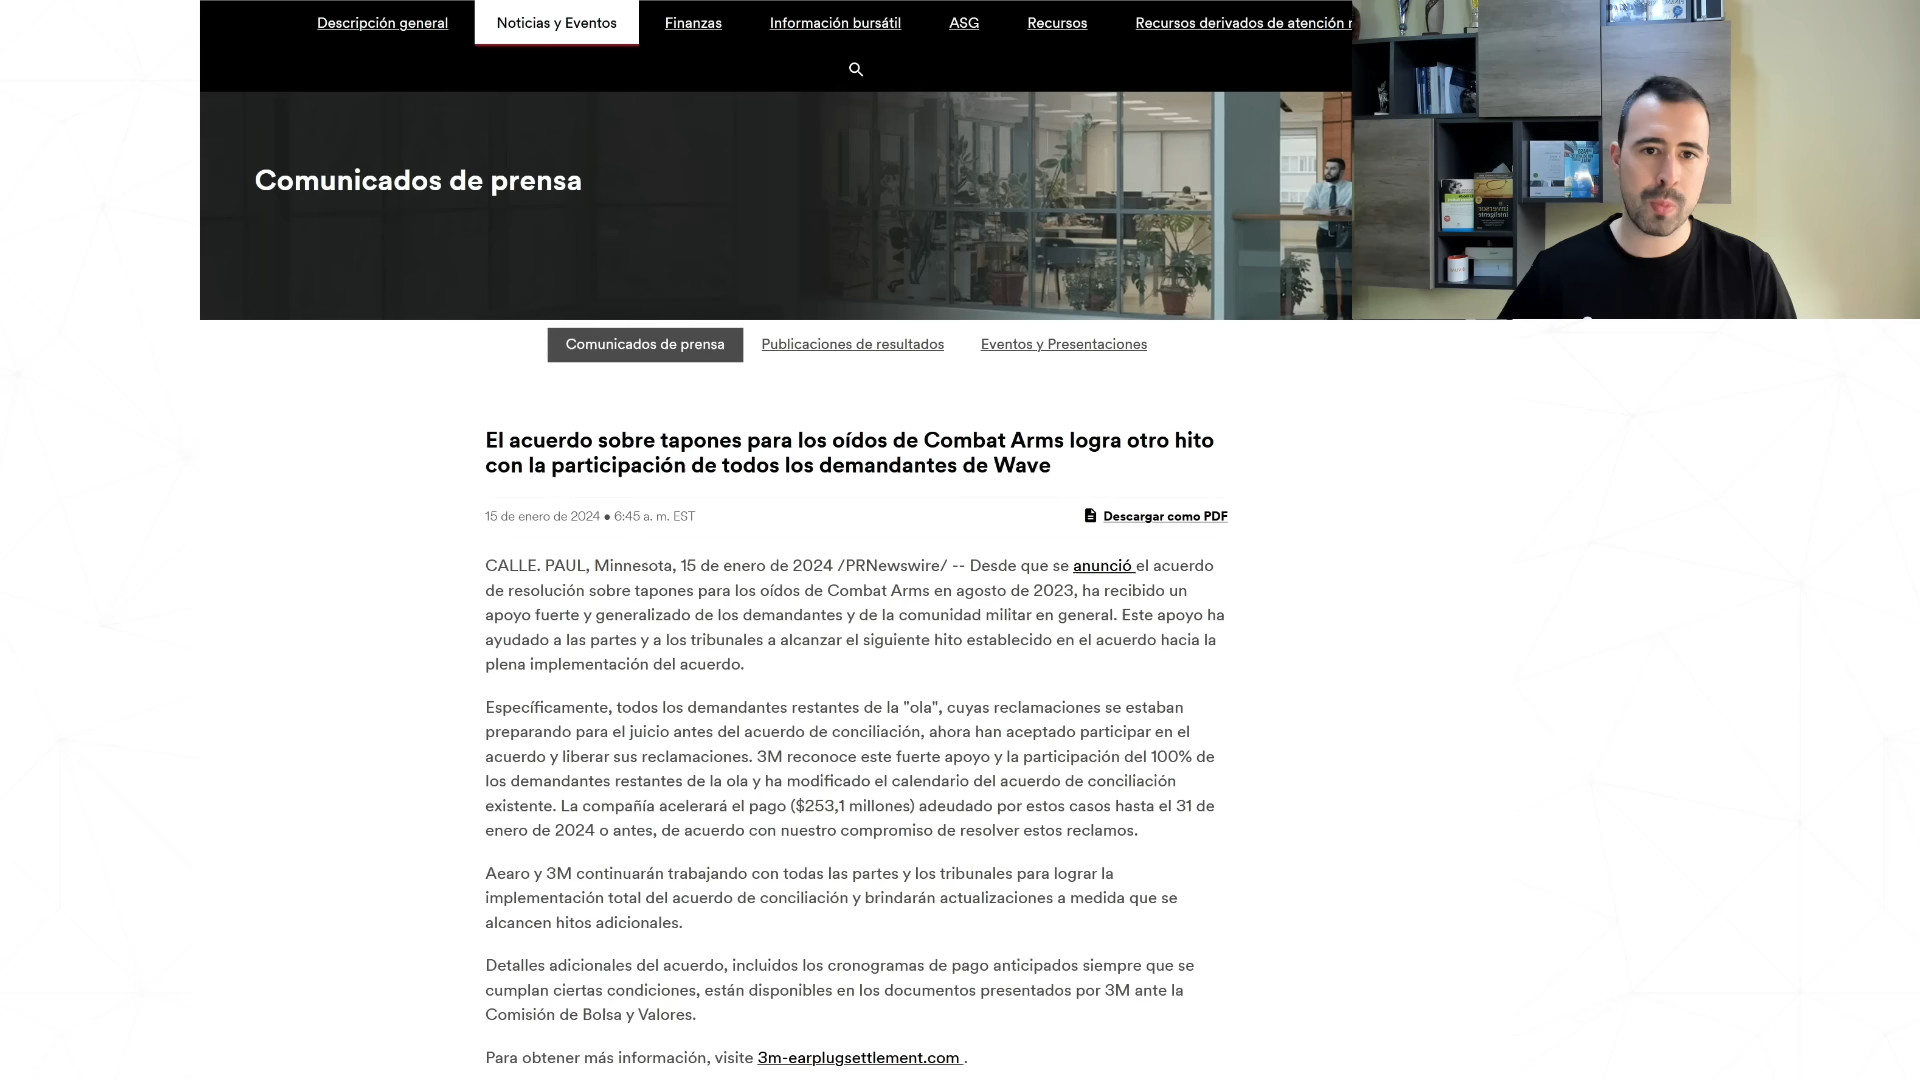 Descripción general
Noticias y Eventos
Finanzas
Información bursátil
ASG
Recursos
Recursos derivados de atención
Comunicados de prensa
Comunicados de prensa
Publicaciones de resultados
Eventos y Presentaciones
El acuerdo sobre tapones para los oídos de Combat Arms logra otro hito
con la participación de todos los demandantes de Wave
15 de enero de 2024 ● 6:45 a. m. EST
Descargar como PDF
CALLE. PAUL, Minnesota, 15 de enero de 2024 /PRNewswire/ -- Desde que se anunció el acuerdo
de resolución sobre tapones para los oídos de Combat Arms en agosto de 2023, ha recibido un
apoyo fuerte y generalizado de los demandantes y de la comunidad militar en general. Este apoyo ha
ayudado a las partes y a los tribunales a alcanzar el siguiente hito establecido en el acuerdo hacia la
plena implementación del acuerdo.
Específicamente, todos los demandantes restantes de la "ola", cuyas reclamaciones se estaban
preparando para el juicio antes del acuerdo de conciliación, ahora han aceptado participar en el
acuerdo y liberar sus reclamaciones. 3M reconoce este fuerte apoyo y la participación del 100% de
los demandantes restantes de la ola y ha modificado el calendario del acuerdo de conciliación
existente. La compañía acelerará el pago ($253,1 millones) adeudado por estos casos hasta el 31 de
enero de 2024 o antes, de acuerdo con nuestro compromiso de resolver estos reclamos.
Aearo y 3M continuarán trabajando con todas las partes y los tribunales para lograr la
implementación total del acuerdo de conciliación y brindarán actualizaciones a medida que se
alcancen hitos adicionales.
Detalles adicionales del acuerdo, incluidos los cronogramas de pago anticipados siempre que se
cumplan ciertas condiciones, están disponibles en los documentos presentados por 3M ante la
Comisión de Bolsa y Valores.
Para obtener más información, visite 3m-earplugsettlement.com .